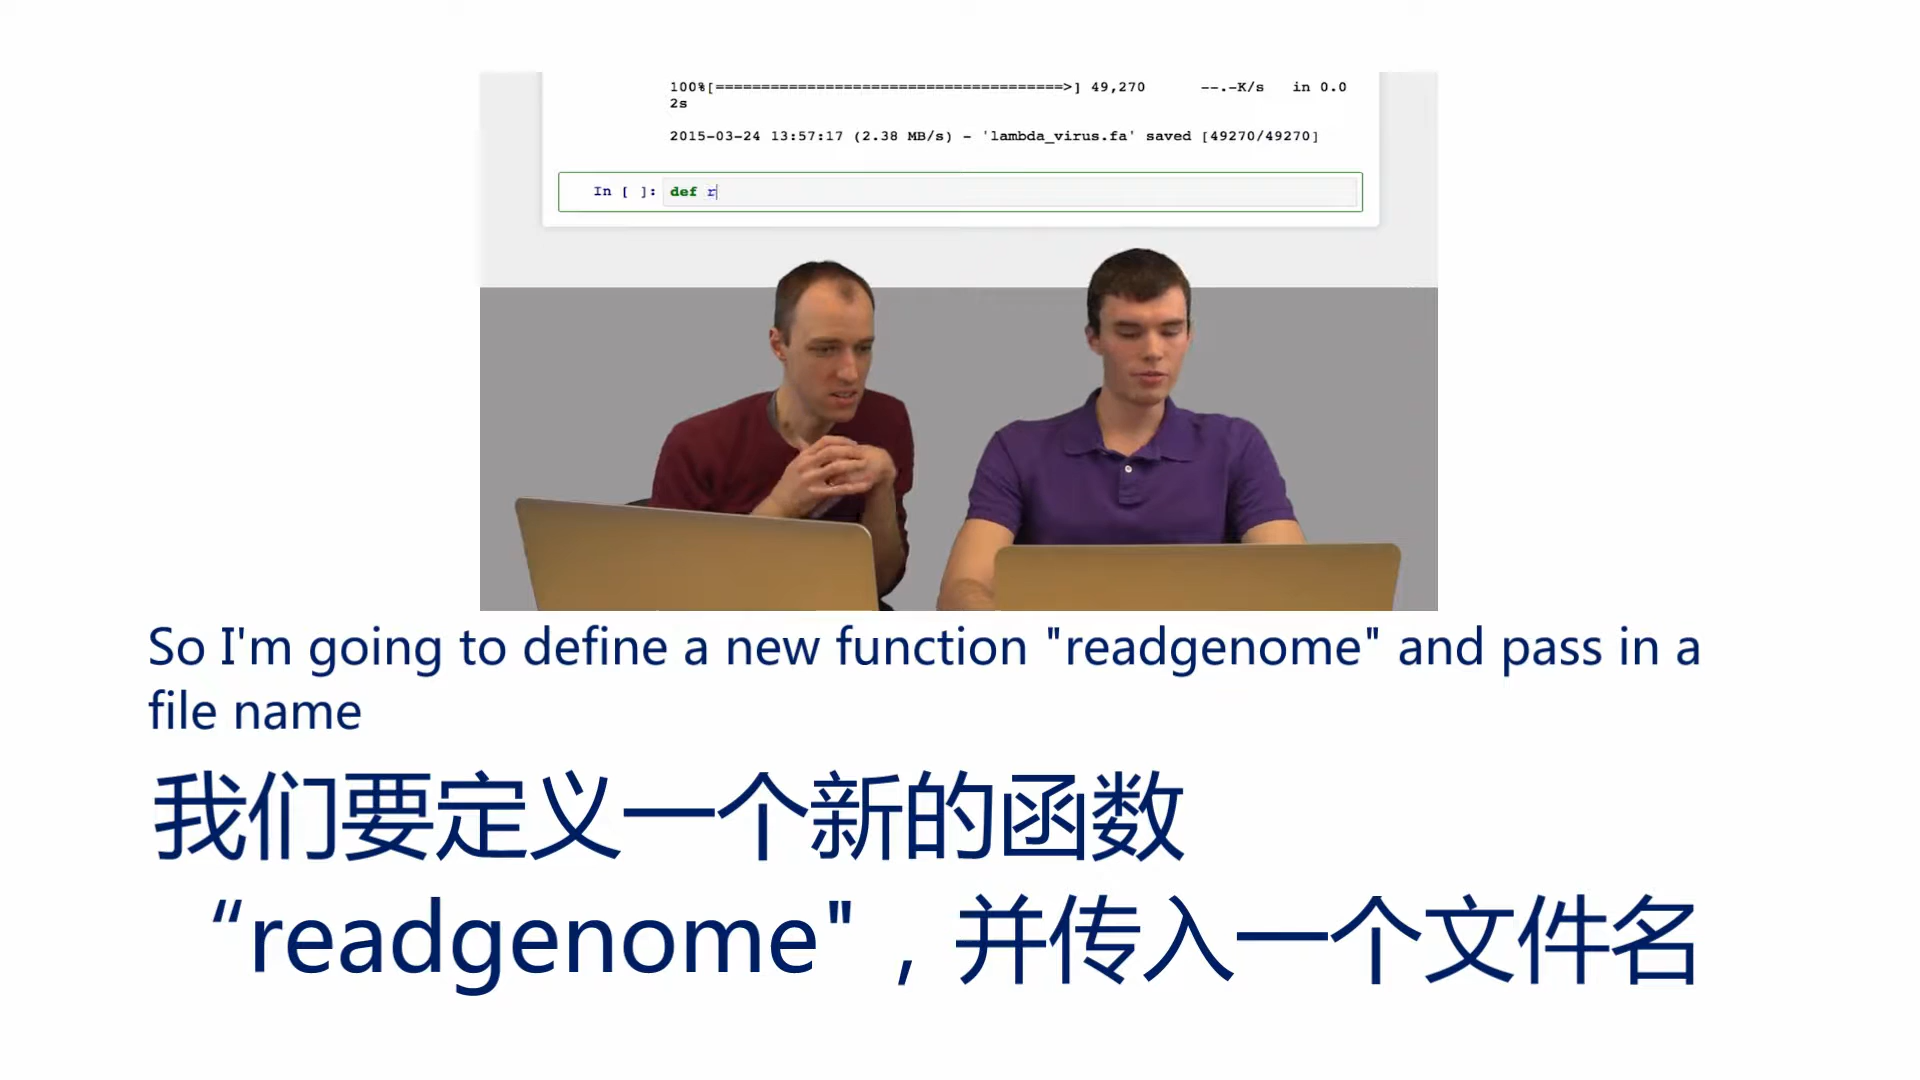 100%[======================================>] 49,270 --.-K/s in 0.0
2s
2015-03-24 13:57:17 (2.38 MB/s) - 'lambda_virus.fa' saved [49270/49270]
In [ ]: def r
So I'm going to define a new function "readgenome" and pass in a
file name
我们要定义一个新的函数
“readgenome"，并传入一个文件名